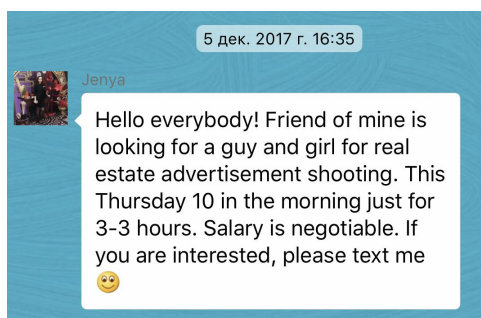 5 дек. 2017 г. 16:35
Jenya
Hello everybody! Friend of mine is
looking for a guy and girl for real
estate advertisement shooting. This
Thursday 10 in the morning just for
3-3 hours. Salary is negotiable. If
you are interested, please text me